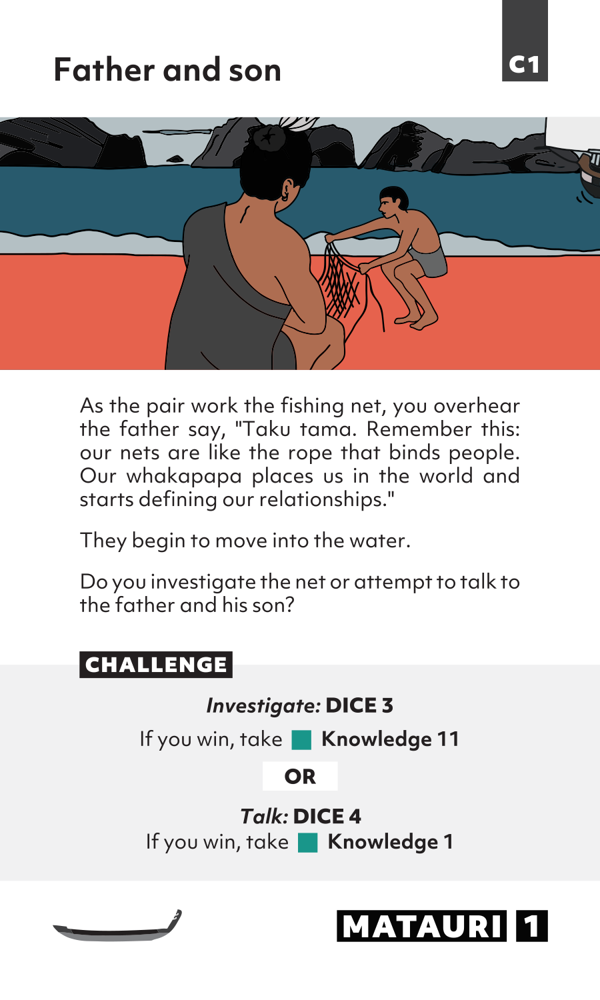 Father and son
C1
As the pair work the fishing net, you overhear
the father say, "Taku tama. Remember this:
our nets are like the rope that binds people.
Our whakapapa places us in the world and
starts defining our relationships."
They begin to move into the water.
Do you investigate the net or attempt to talk to
the father and his son?
CHALLENGE
Investigate: DICE 3
If you win, take Knowledge 11
OR
Talk: DICE 4
If you win, take Knowledge 1
MATAURI 1